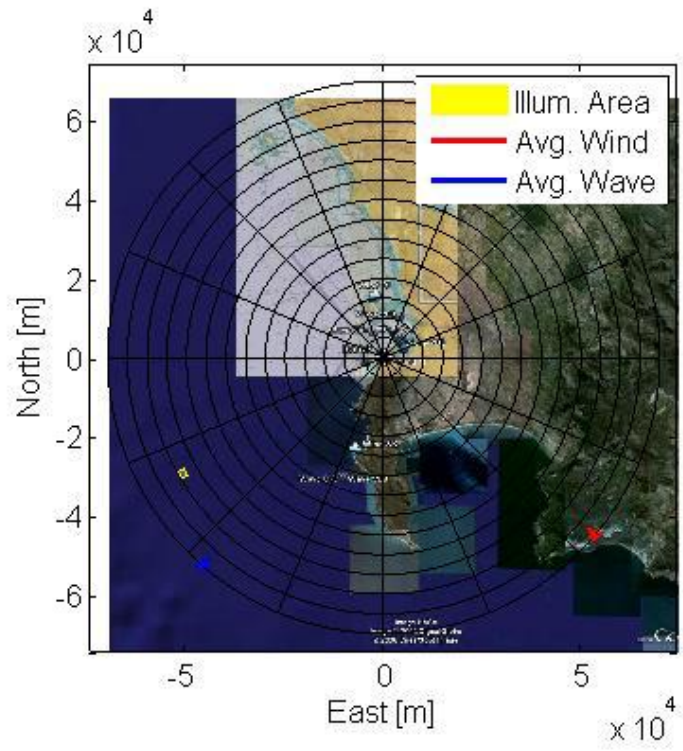 x 10^4
Illum. Area
Avg. Wind
Avg. Wave
6
4
2
0
-2
-4
-6
North [m]
-5
0
5
East [m]
x 10^4